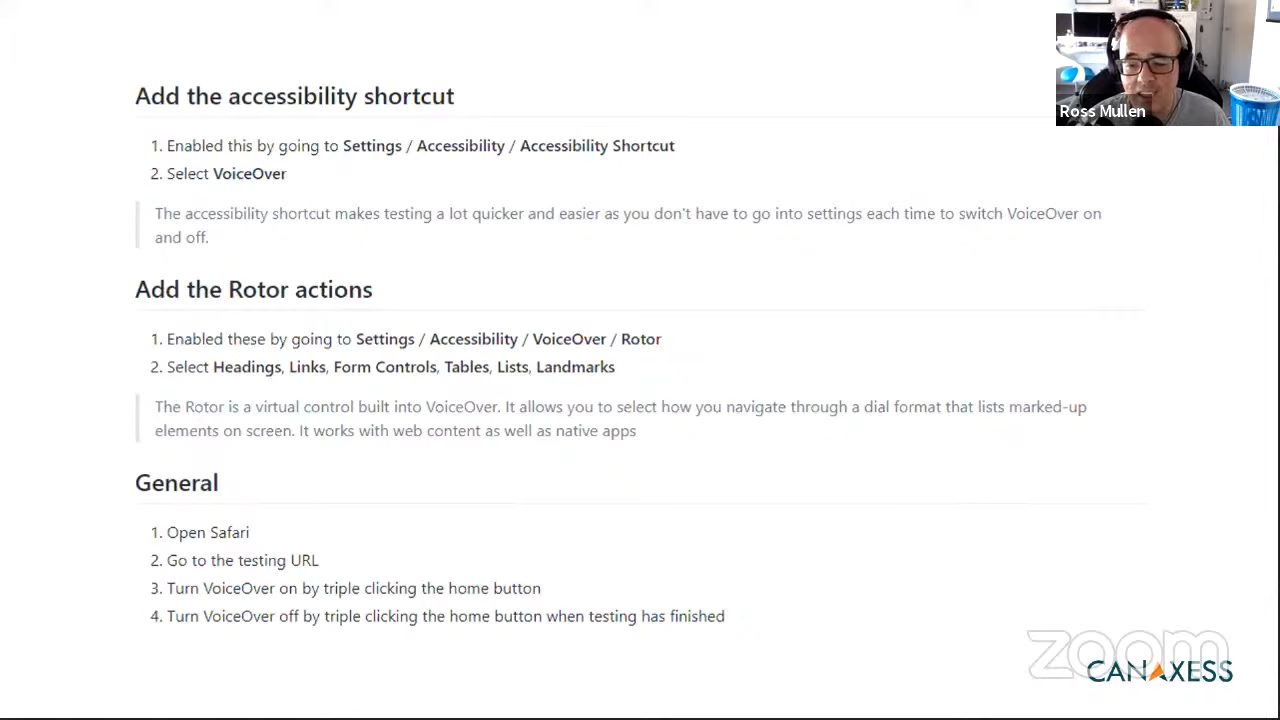 Add the accessibility shortcut
Ross Mullen
1. Enabled this by going to Settings / Accessibility / Accessibility Shortcut
2. Select VoiceOver
The accessibility shortcut makes testing a lot quicker and easier as you don't have to go into settings each time to switch VoiceOver on
and off.
Add the Rotor actions
1. Enabled these by going to Settings / Accessibility / VoiceOver / Rotor
2. Select Headings, Links, Form Controls, Tables, Lists, Landmarks
The Rotor is a virtual control built into VoiceOver. It allows you to select how you navigate through a dial format that lists marked-up
elements on screen. It works with web content as well as native apps
General
1. Open Safari
2. Go to the testing URL
3. Turn VoiceOver on by triple clicking the home button
4. Turn VoiceOver off by triple clicking the home button when testing has finished
zoom
CANAXESS